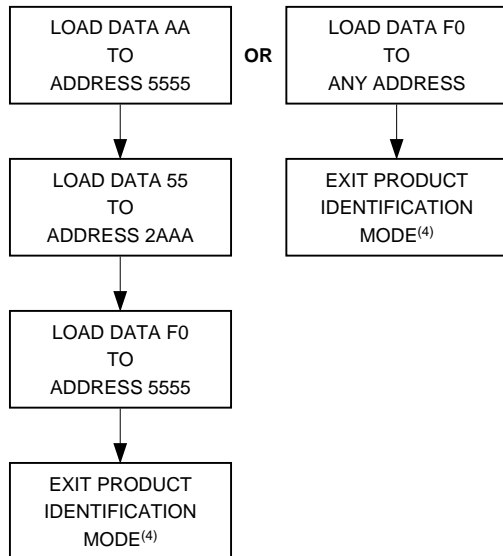 LOAD DATA AA
TO
ADDRESS 5555
LOAD DATA 55
TO
ADDRESS 2AAA
LOAD DATA F0
TO
ADDRESS 5555
EXIT PRODUCT
IDENTIFICATION
MODE(4)
OR
LOAD DATA F0
TO
ANY ADDRESS
EXIT PRODUCT
IDENTIFICATION
MODE(4)